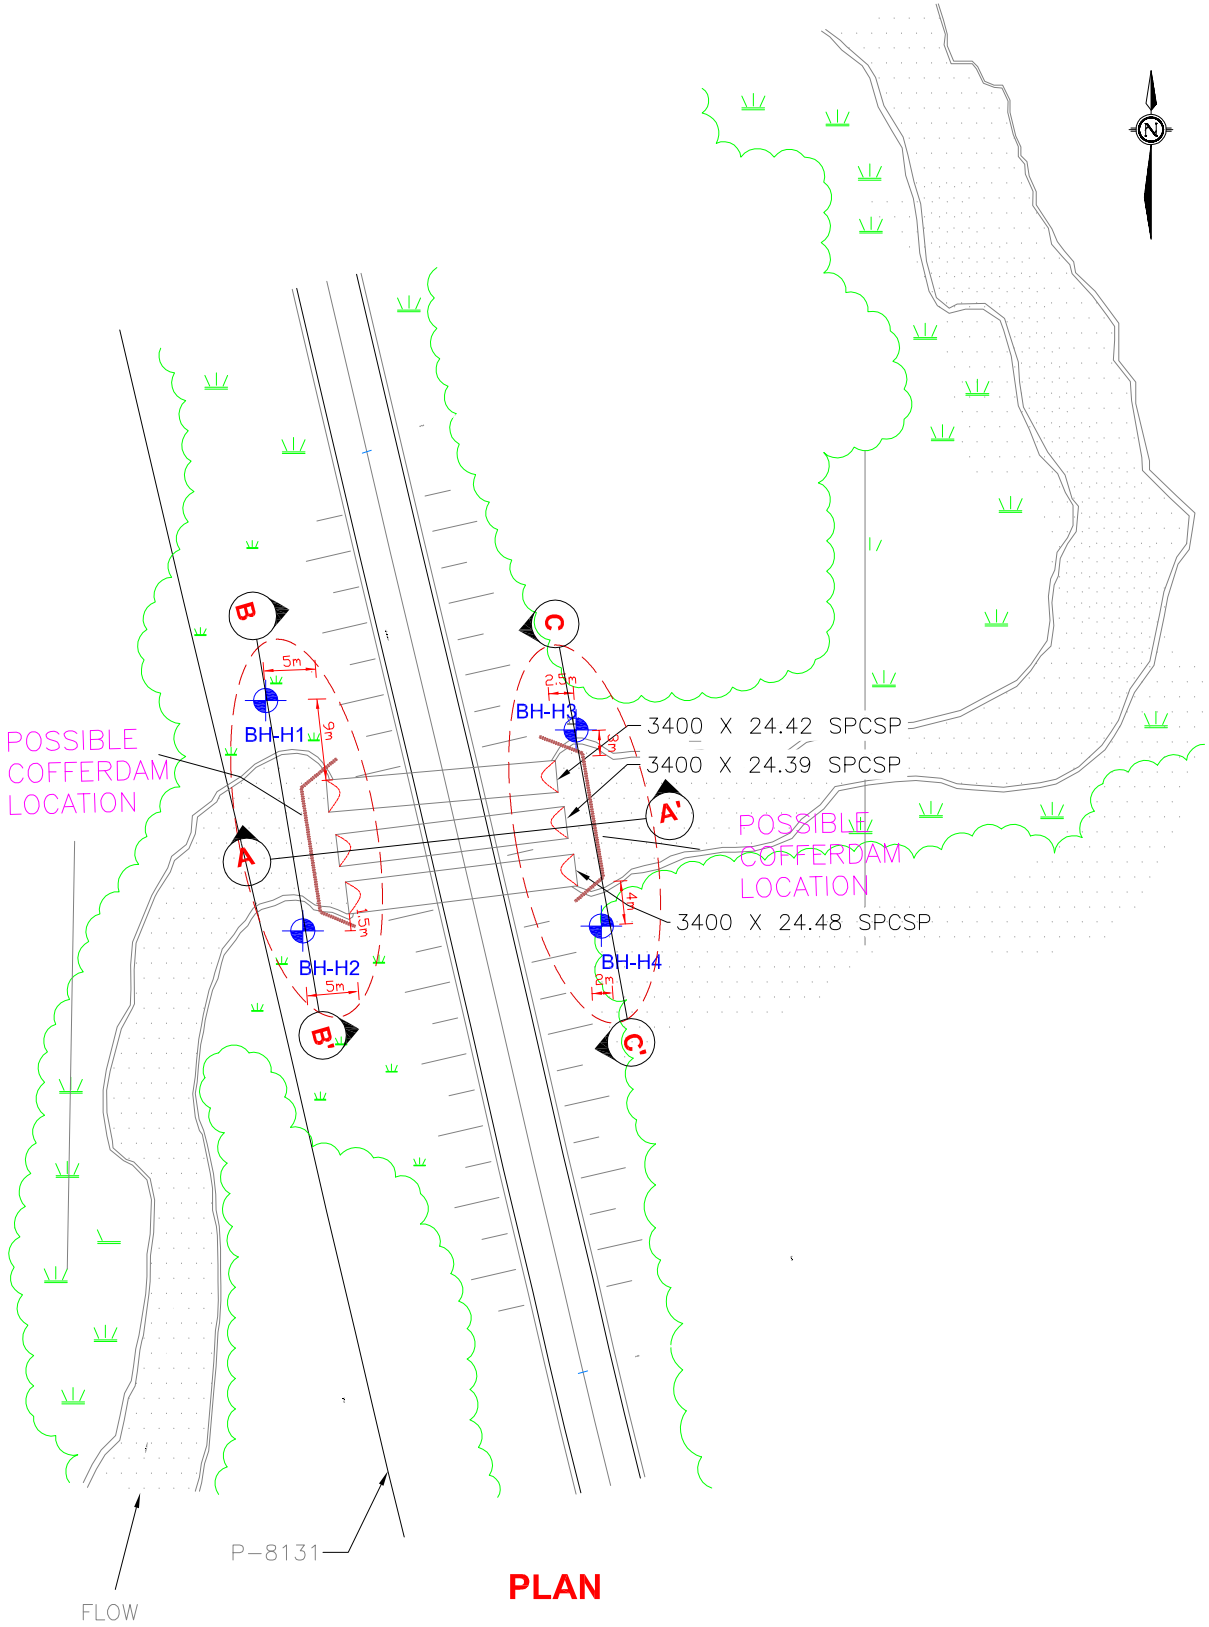 N
B
C
5m
2.5m
BH-H3
BH-H1
9m
3m
3400 X 24.42 SPCSP
POSSIBLE
COFFERDAM
LOCATION
3400 X 24.39 SPCSP
A'
POSSIBLE
COFFERDAM
LOCATION
A
4m
1.5m
3400 X 24.48 SPCSP
BH-H2
BH-H4
5m
2m
B'
C'
P-8131
PLAN
FLOW